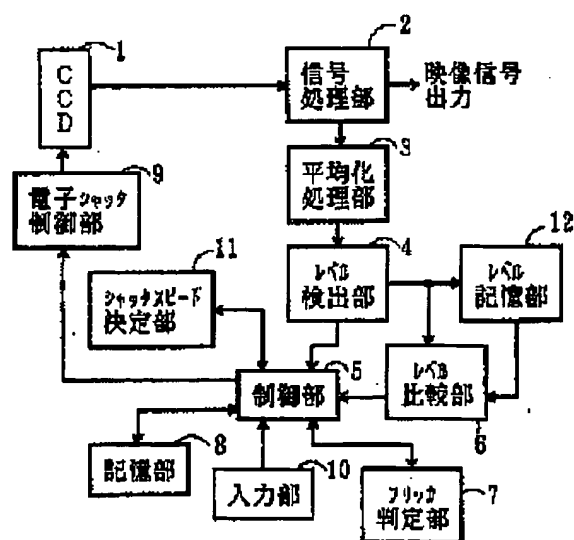 1
CCD
2
信号
処理部
映像信号
出力
3
平均化
処理部
9
電子シャッタ
制御部
11
シャッタスピード
決定部
4
レベル
検出部
12
レベル
記憶部
5
制御部
レベル
比較部
6
8
記憶部
10
入力部
フリッカ
判定部
7